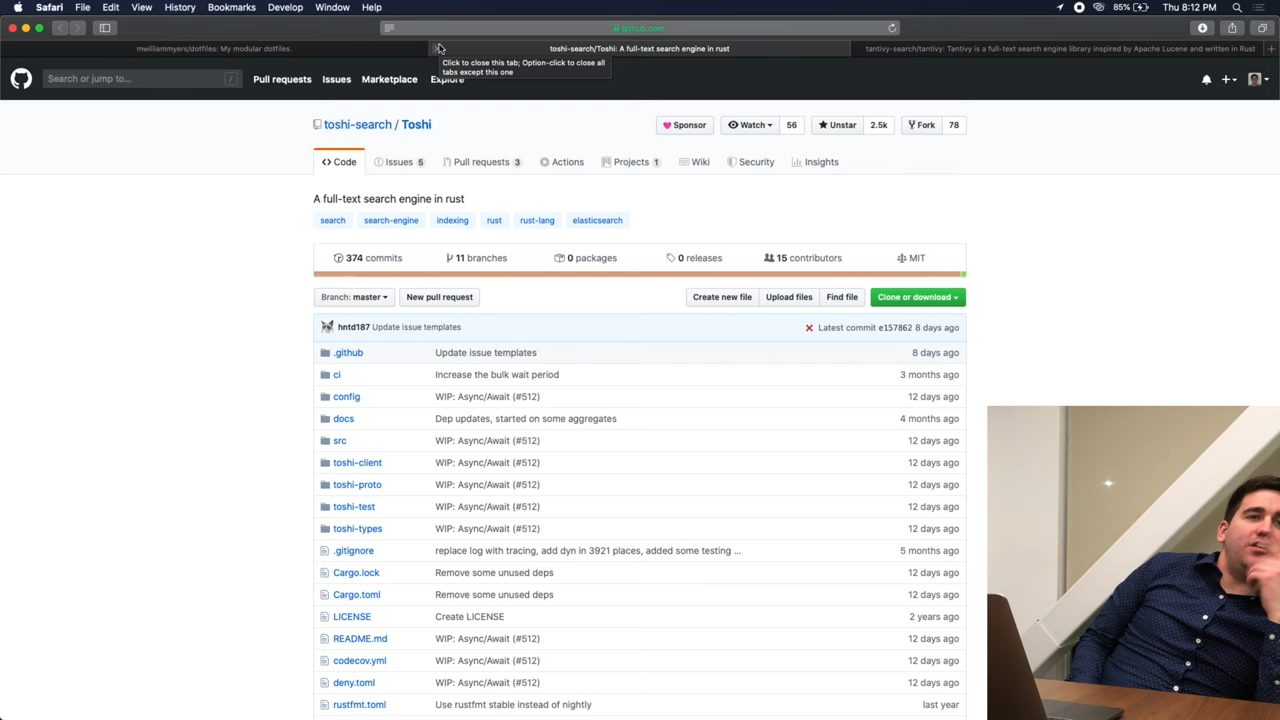 Safari File Edit View History Bookmarks Develop Window Help 85% Thu 8:12 PM
github.com
mwilliammyers/dotfiles: My modular dotfiles.
toshi-search/Toshi: A full-text search engine in rust
tantivy-search/tantivy: Tantivy is a full-text search engine library inspired by Apache Lucene and written in Rust
Click to close this tab; Option-click to close all
tabs except this one
Search or jump to... / Pull requests Issues Marketplace Explore
toshi-search / Toshi
Sponsor Watch 56 Unstar 2.5k Fork 78
Code Issues 5 Pull requests 3 Actions Projects 1 Wiki Security Insights
A full-text search engine in rust
search search-engine indexing rust rust-lang elasticsearch
374 commits 11 branches 0 packages 0 releases 15 contributors MIT
Branch: master New pull request Create new file Upload files Find file Clone or download
hntd187 Update issue templates Latest commit e157862 8 days ago
.github Update issue templates 8 days ago
ci Increase the bulk wait period 3 months ago
config WIP: Async/Await (#512) 12 days ago
docs Dep updates, started on some aggregates 4 months ago
src WIP: Async/Await (#512) 12 days ago
toshi-client WIP: Async/Await (#512) 12 days ago
toshi-proto WIP: Async/Await (#512) 12 days ago
toshi-test WIP: Async/Await (#512) 12 days ago
toshi-types WIP: Async/Await (#512) 12 days ago
.gitignore replace log with tracing, add dyn in 3921 places, added some testing ... 5 months ago
Cargo.lock Remove some unused deps 12 days ago
Cargo.toml Remove some unused deps 12 days ago
LICENSE Create LICENSE 2 years ago
README.md WIP: Async/Await (#512) 12 days ago
codecov.yml WIP: Async/Await (#512) 12 days ago
deny.toml WIP: Async/Await (#512) 12 days ago
rustfmt.toml Use rustfmt stable instead of nightly last year